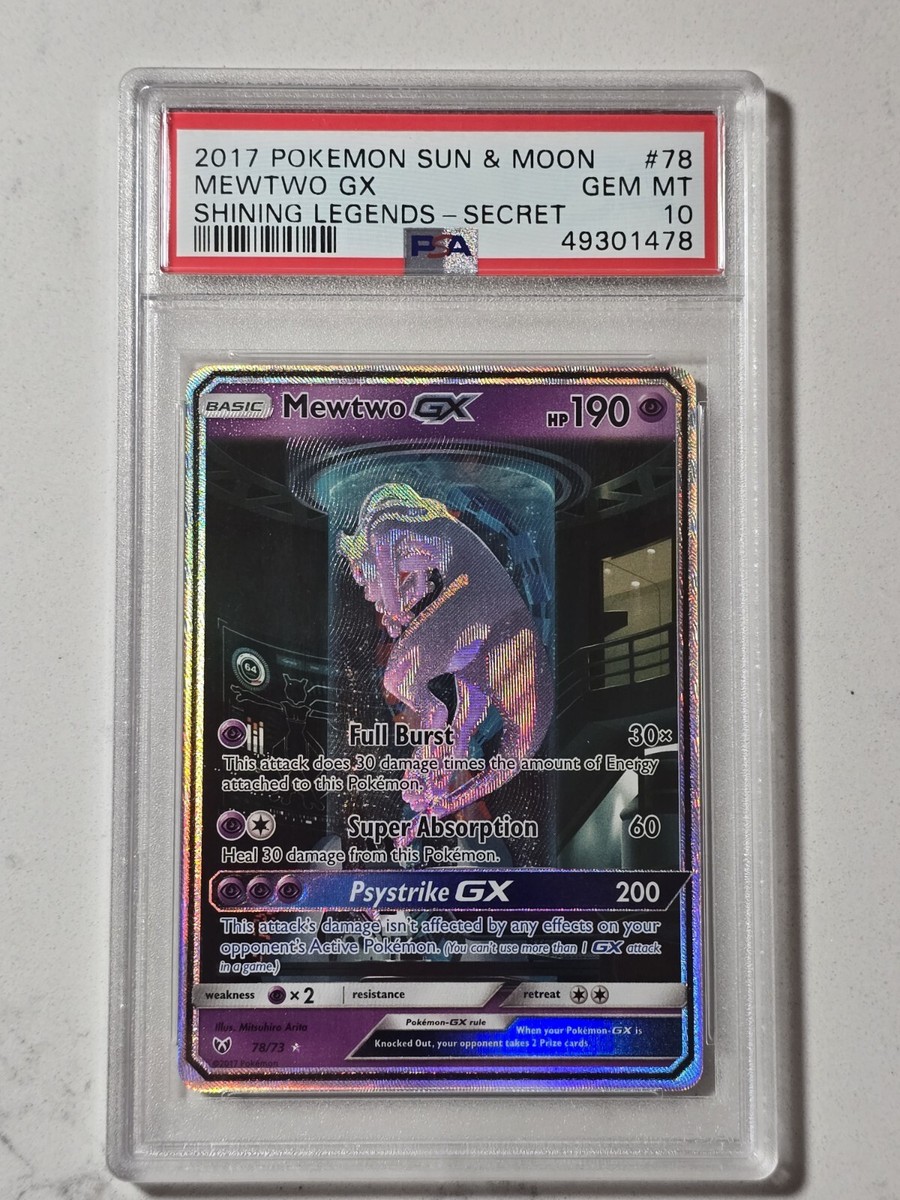 2017 POKEMON SUN & MOON #78
MEWTWO GX GEM MT
SHINING LEGENDS – SECRET 10
PSA 49301478
BASIC Mewtwo GX HP 190
64
Full Burst 30×
This attack does 30 damage times the amount of Energy
attached to this Pokémon.
Super Absorption 60
Heal 30 damage from this Pokémon.
Psystrike GX 200
This attack's damage isn't affected by any effects on your
opponent's Active Pokémon. (You can't use more than 1 GX attack
in a game.)
weakness × 2 resistance retreat
Illus. Mitsuhiro Arita
Pokémon-GX rule
When your Pokémon-GX is
Knocked Out, your opponent takes 2 Prize cards.
78/73
©2017 Pokémon